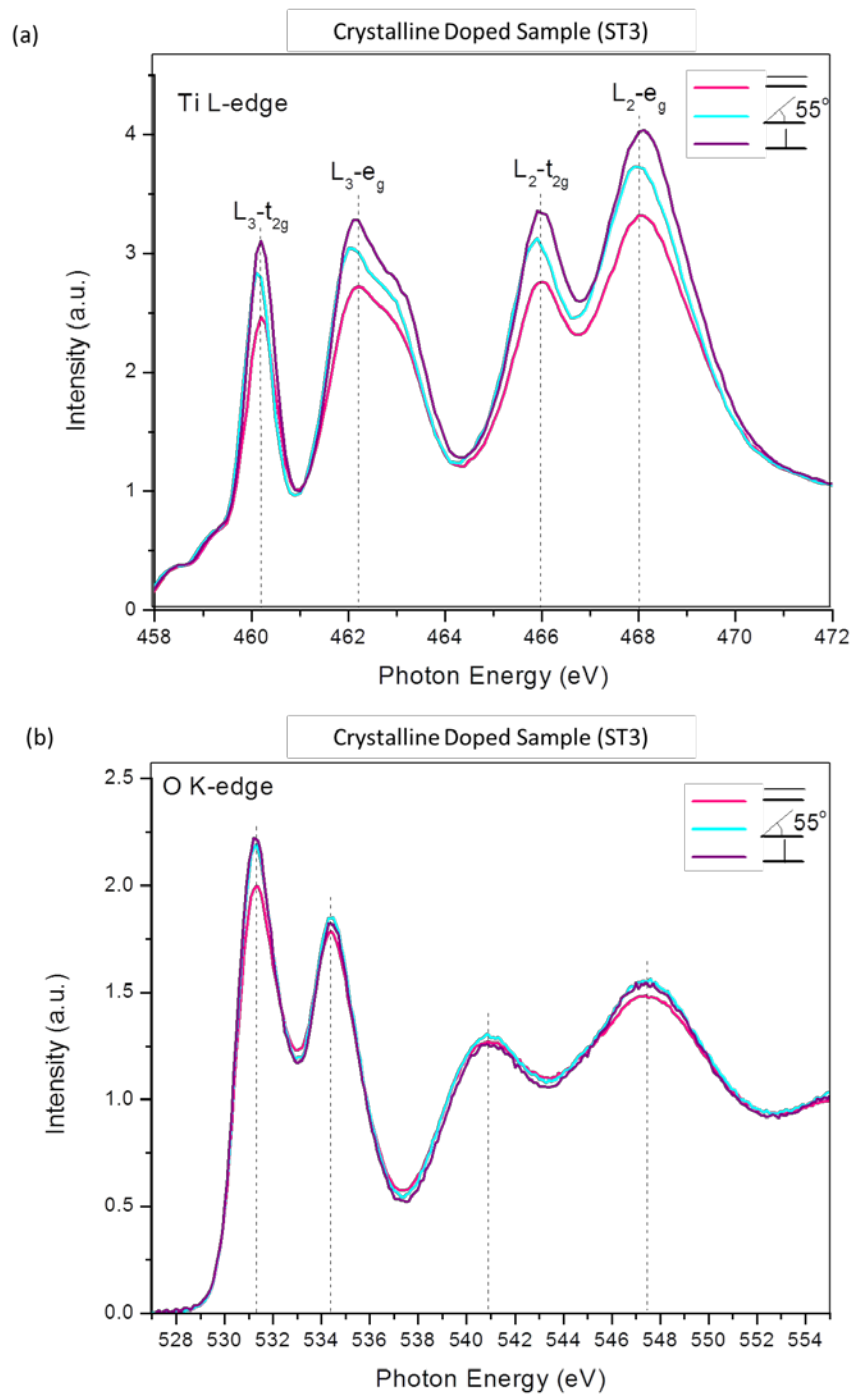 (a)
Crystalline Doped Sample (ST3)
Ti L-edge
L₃-t₂g
L₃-eg
L₂-t₂g
L₂-eg
55°
4
3
2
1
0
Intensity (a.u.)
458 460 462 464 466 468 470 472
Photon Energy (eV)
(b)
Crystalline Doped Sample (ST3)
O K-edge
55°
2.5
2.0
1.5
1.0
0.5
0.0
Intensity (a.u.)
528 530 532 534 536 538 540 542 544 546 548 550 552 554
Photon Energy (eV)